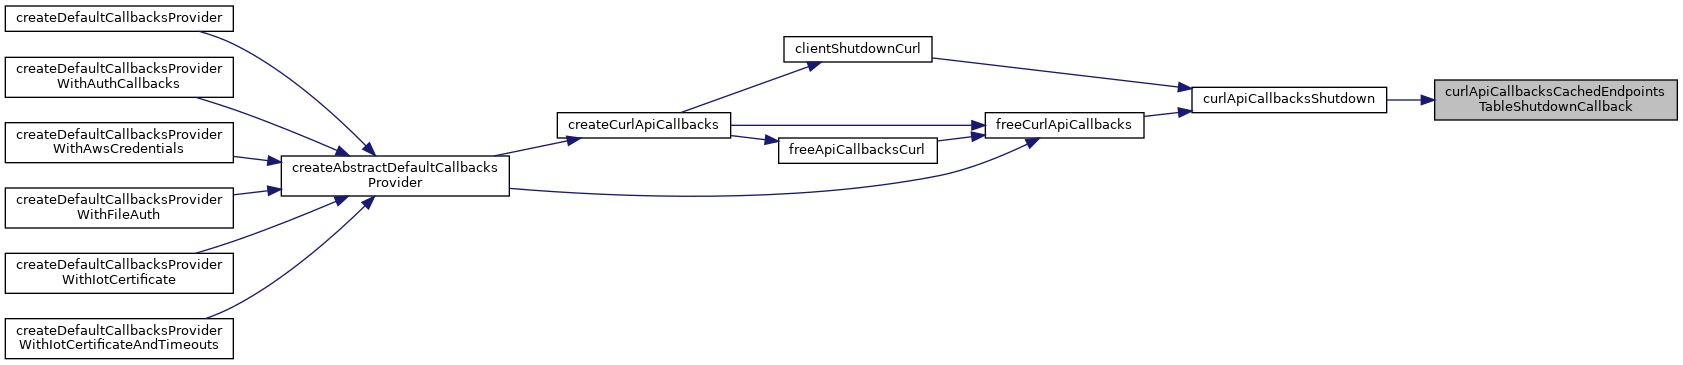 createDefaultCallbacksProvider
createDefaultCallbacksProvider
WithAuthCallbacks
createDefaultCallbacksProvider
WithAwsCredentials
createDefaultCallbacksProvider
WithFileAuth
createDefaultCallbacksProvider
WithIotCertificate
createDefaultCallbacksProvider
WithIotCertificateAndTimeouts
createAbstractDefaultCallbacks
Provider
createCurlApiCallbacks
clientShutdownCurl
freeApiCallbacksCurl
freeCurlApiCallbacks
curlApiCallbacksShutdown
curlApiCallbacksCachedEndpoints
TableShutdownCallback